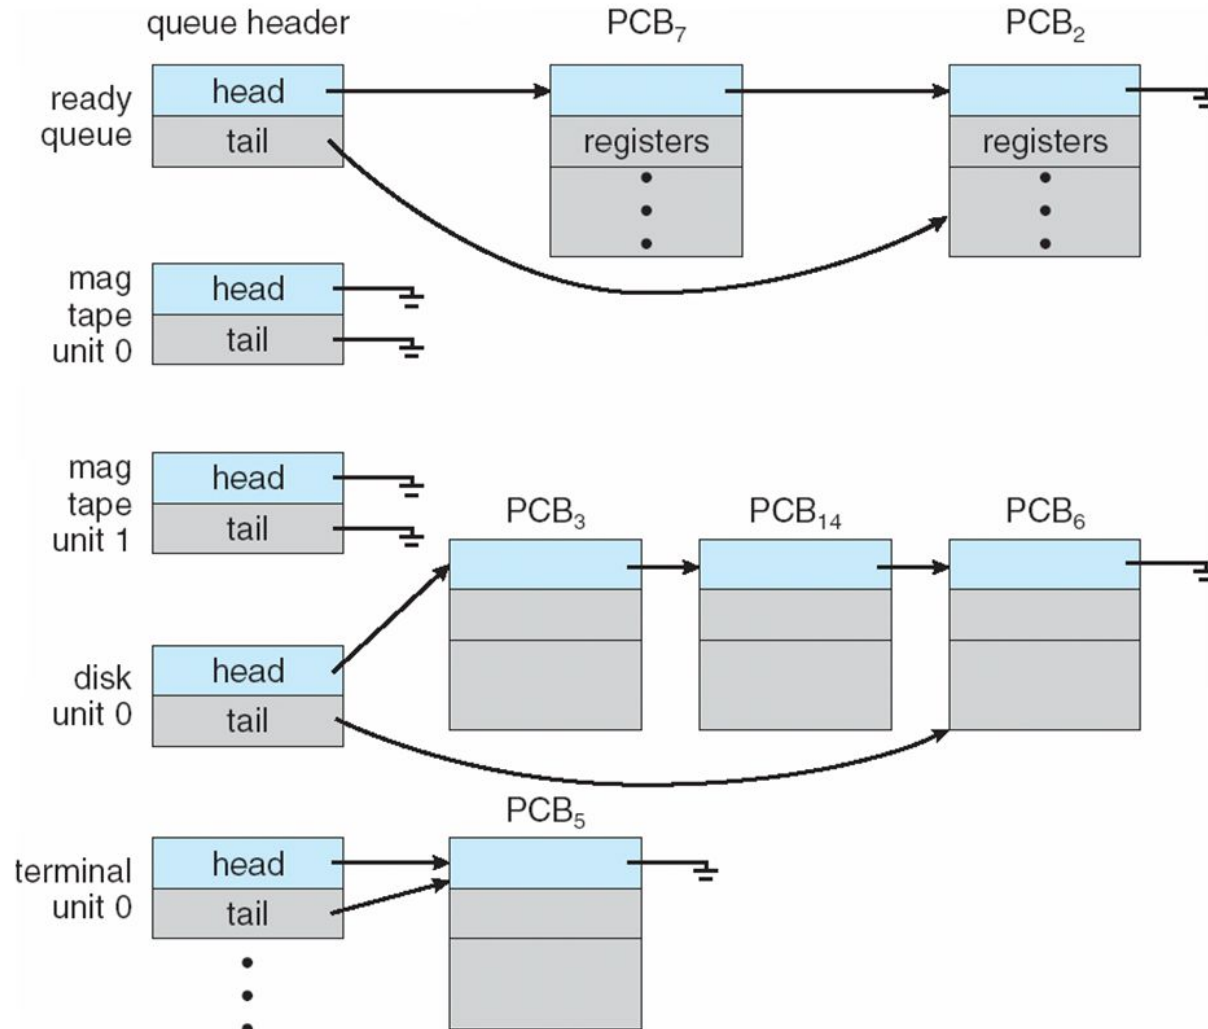 queue header
PCB₇
PCB₂
ready
queue
head
tail
registers
registers
mag
tape
unit 0
head
tail
mag
tape
unit 1
head
tail
PCB₃
PCB₁₄
PCB₆
disk
unit 0
head
tail
PCB₅
terminal
unit 0
head
tail